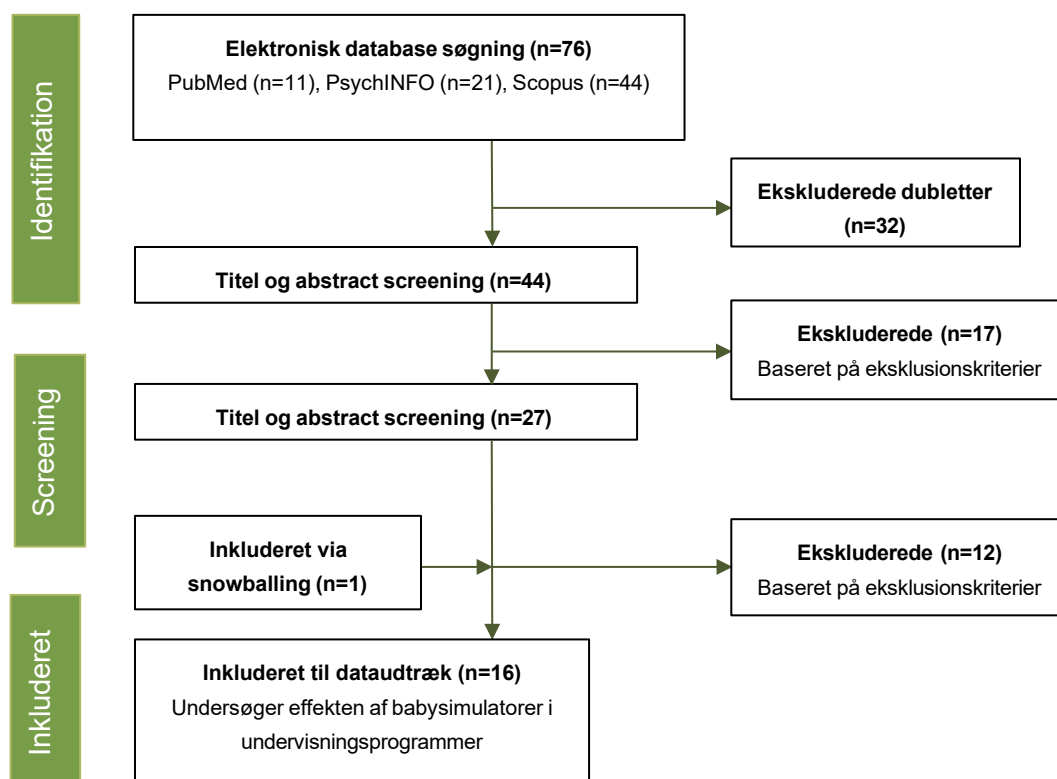 Identifikation
Elektronisk database søgning (n=76)
PubMed (n=11), PsychINFO (n=21), Scopus (n=44)
Ekskluderede dubletter
(n=32)
Titel og abstract screening (n=44)
Ekskluderede (n=17)
Baseret på eksklusionskriterier
Screening
Titel og abstract screening (n=27)
Inkluderet via
snowballing (n=1)
Ekskluderede (n=12)
Baseret på eksklusionskriterier
Inkluderet
Inkluderet til dataudtræk (n=16)
Undersøger effekten af babysimulatorer i
undervisningsprogrammer